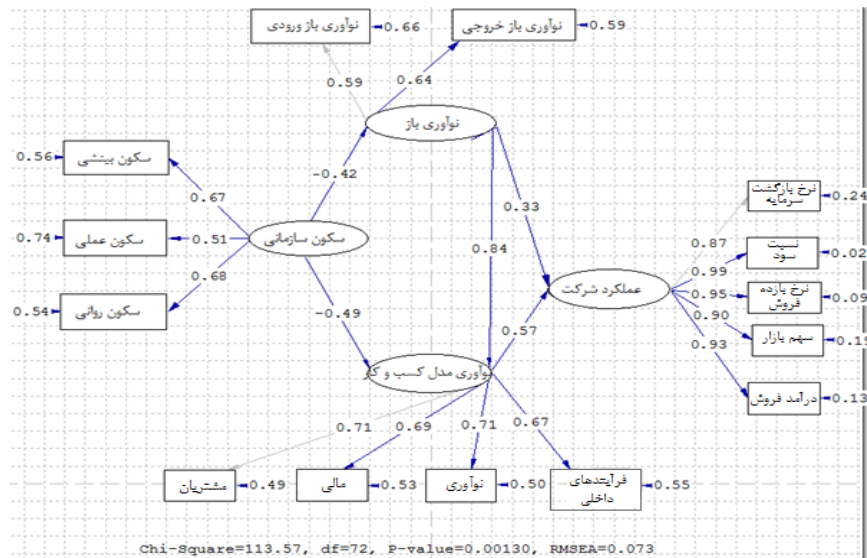 نوآوری باز ورودی
0.66
نوآوری باز خروجی
0.59
0.59
0.64
نوآوری باز
0.56
سکون بینشی
-0.42
0.67
0.33
نرخ بازگشت
سرمایه
0.24
0.74
سکون عملی
0.51
سکون سازمانی
0.84
0.87
نسبت
سود
0.02
0.99
0.68
عملکرد شرکت
0.95
نرخ بازده
فروش
0.09
0.54
سکون روانی
-0.49
0.57
0.90
سهم بازار
0.19
0.93
نوآوری مدل کسب و کار
درآمد فروش
0.13
0.71
0.69
0.71
0.67
مشتریان
0.49
مالی
0.53
نوآوری
0.50
فرآیندهای
داخلی
0.55
Chi-Square=113.57, df=72, P-value=0.00130, RMSEA=0.073